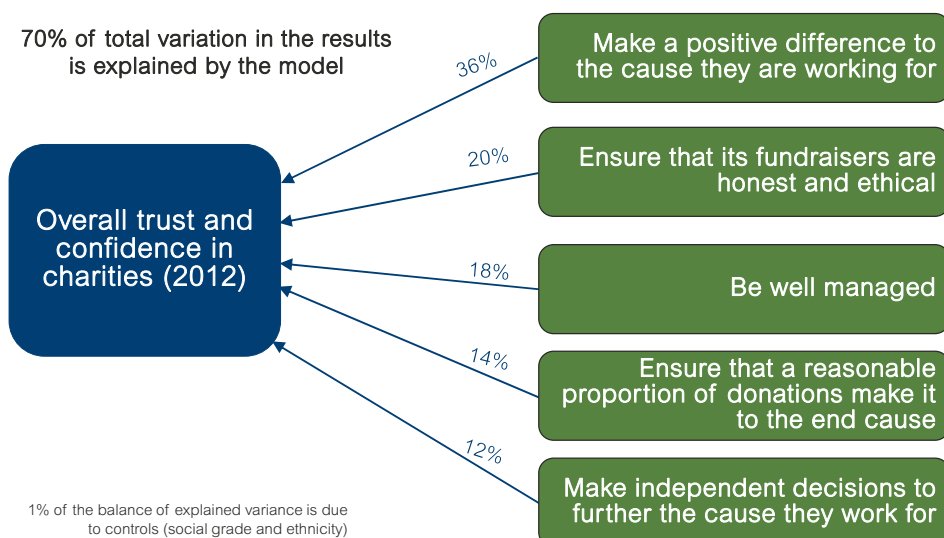 70% of total variation in the results
is explained by the model
36%
Make a positive difference to
the cause they are working for
20%
Ensure that its fundraisers are
honest and ethical
Overall trust and
confidence in
charities (2012)
18%
Be well managed
14%
Ensure that a reasonable
proportion of donations make it
to the end cause
12%
Make independent decisions to
further the cause they work for
1% of the balance of explained variance is due
to controls (social grade and ethnicity)